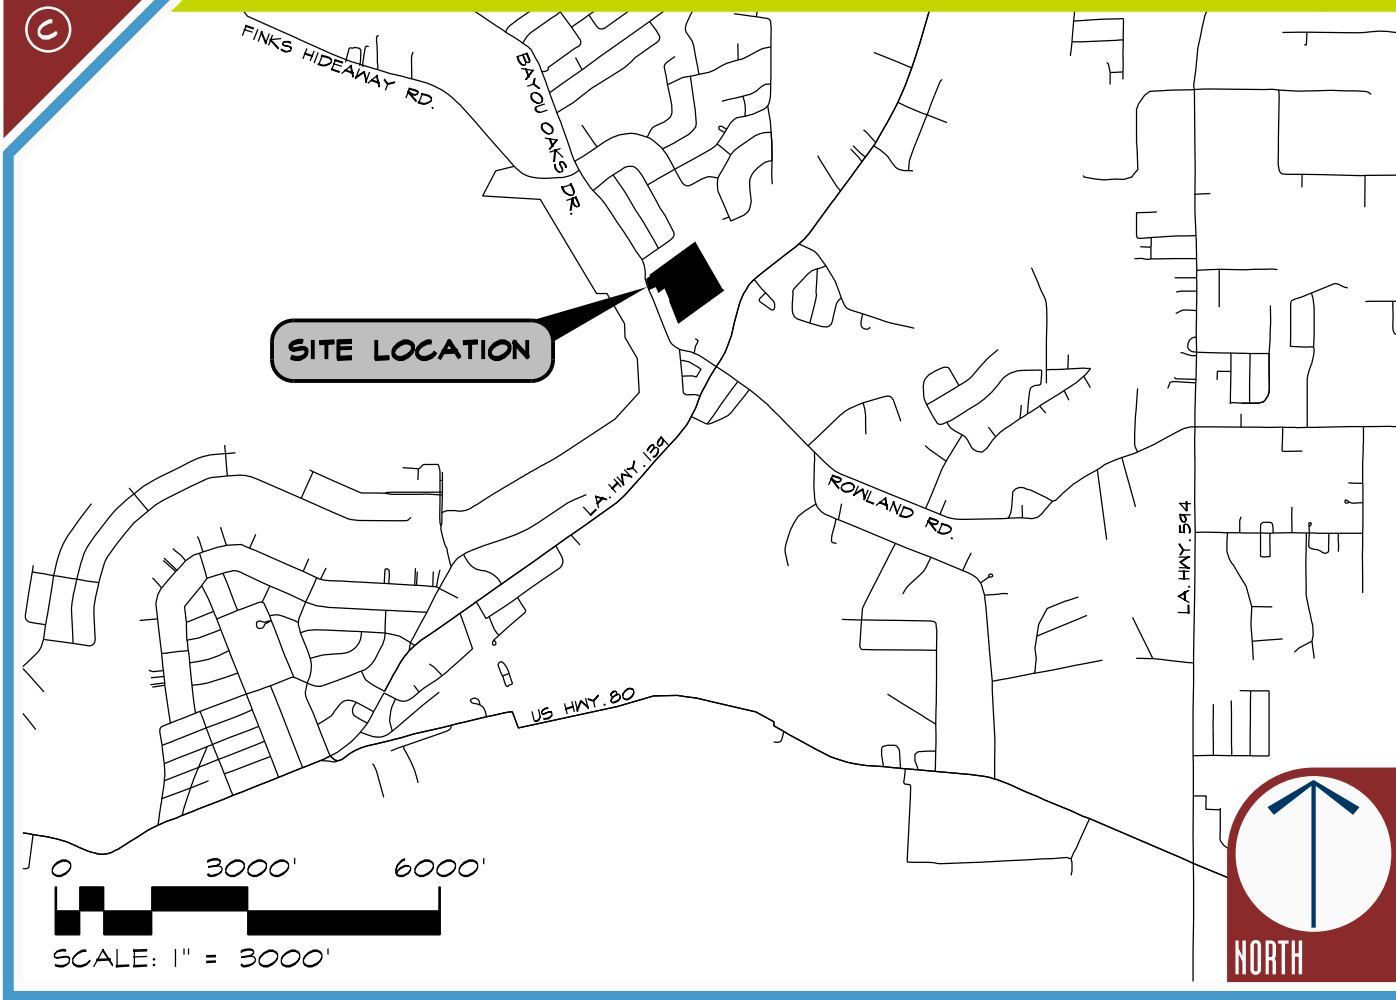 C
FINKS HIDEAWAY RD.
BAYOU OAKS DR.
SITE LOCATION
LA. HWY. 139
ROWLAND RD.
LA. HWY. 594
US HWY. 80
0 3000' 6000'
SCALE: 1" = 3000'
NORTH